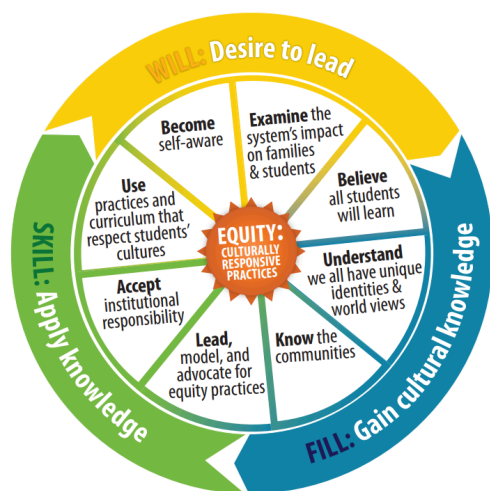 WILL: Desire to lead
Become
self-aware
Examine the
system's impact
on families
& students
Believe
all students
will learn
Understand
we all have unique
identities &
world views
Know the
communities
Lead,
model, and
advocate for
equity practices
Accept
institutional
responsibility
Use
practices and
curriculum that
respect students'
cultures
EQUITY:
CULTURALLY
RESPONSIVE
PRACTICES
FILL: Gain cultural knowledge
SKILL: Apply knowledge